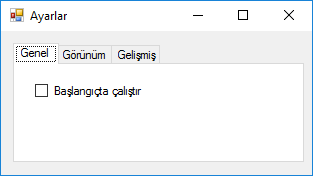 Ayarlar
Genel Görünüm Gelişmiş
Başlangıçta çalıştır